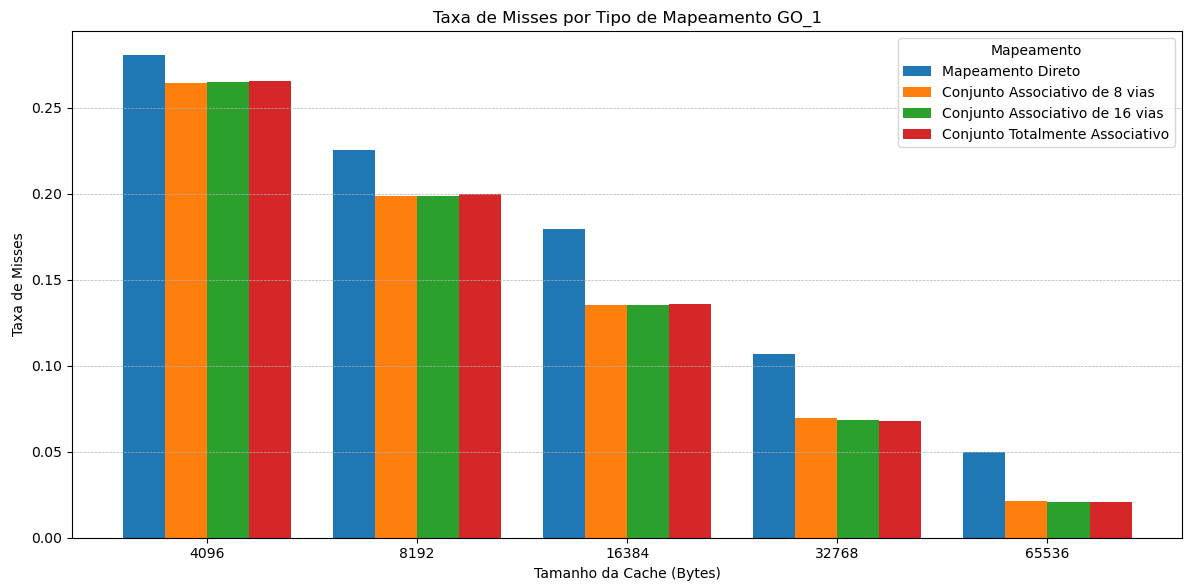 Taxa de Misses por Tipo de Mapeamento GO_1
Mapeamento
Mapeamento Direto
Conjunto Associativo de 8 vias
Conjunto Associativo de 16 vias
Conjunto Totalmente Associativo
Taxa de Misses
0.25
0.20
0.15
0.10
0.05
0.00
4096 8192 16384 32768 65536
Tamanho da Cache (Bytes)